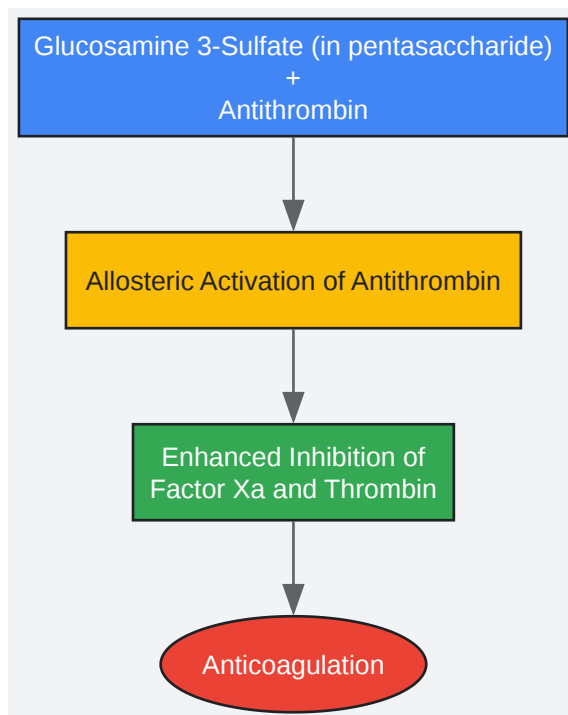 Glucosamine 3-Sulfate (in pentasaccharide)
+
Antithrombin
Allosteric Activation of Antithrombin
Enhanced Inhibition of
Factor Xa and Thrombin
Anticoagulation